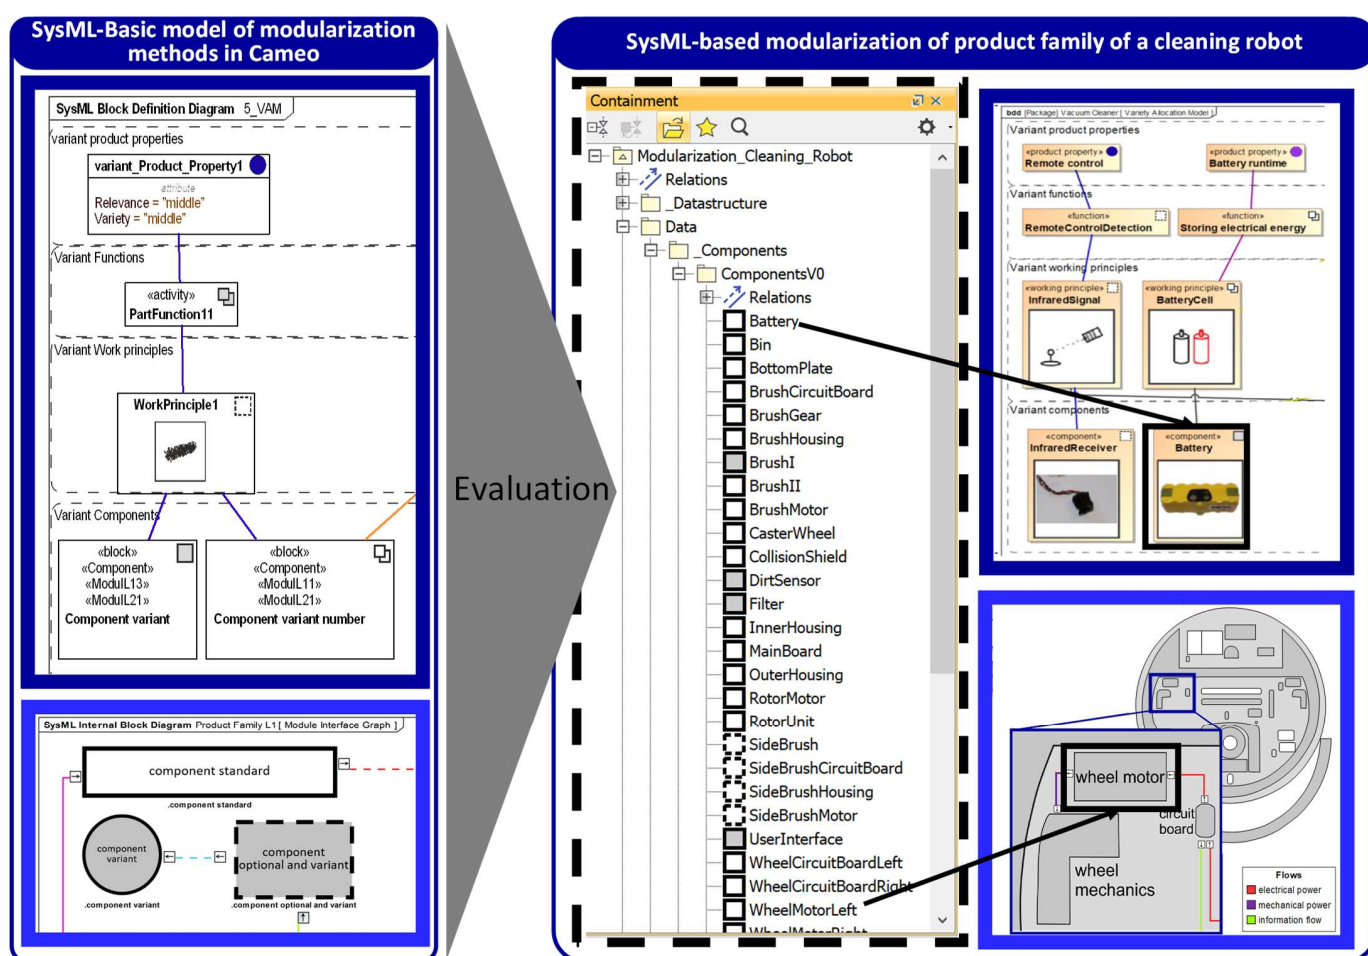 SysML-Basic model of modularization
methods in Cameo
SysML Block Definition Diagram 5_VAM
Variant product properties
variant_Product_Property1
attribute
Relevance = "middle"
Variety = "middle"
Variant Functions
«activity»
PartFunction11
Variant Work principles
WorkPrinciple1
Variant Components
«block»
«Component»
«ModulL13»
«ModulL21»
Component variant
«block»
«Component»
«ModulL11»
«ModulL21»
Component variant number
SysML Internal Block Diagram Product Family L1 [ Module Interface Graph ]
component standard
.component standard
component
variant
.component variant
component
optional and variant
.component optional and variant
Evaluation
SysML-based modularization of product family of a cleaning robot
Containment
Modularization_Cleaning_Robot
Relations
_Datastructure
Data
_Components
ComponentsV0
Relations
Battery
Bin
BottomPlate
BrushCircuitBoard
BrushGear
BrushHousing
BrushI
BrushII
BrushMotor
CasterWheel
CollisionShield
DirtSensor
Filter
InnerHousing
MainBoard
OuterHousing
RotorMotor
RotorUnit
SideBrush
SideBrushCircuitBoard
SideBrushHousing
SideBrushMotor
UserInterface
WheelCircuitBoardLeft
WheelCircuitBoardRight
WheelMotorLeft
WheelMotorRight
bdd [Package] Vacuum Cleaner [ Variety Allocation Model ]
Variant product properties
«product property»
Remote control
«product property»
Battery runtime
Variant functions
«function»
RemoteControlDetection
«function»
Storing electrical energy
Variant working principles
«working principle»
InfraredSignal
«working principle»
BatteryCell
Variant components
«component»
InfraredReceiver
«component»
Battery
wheel motor
circuit
board
wheel
mechanics
Flows
electrical power
mechanical power
information flow